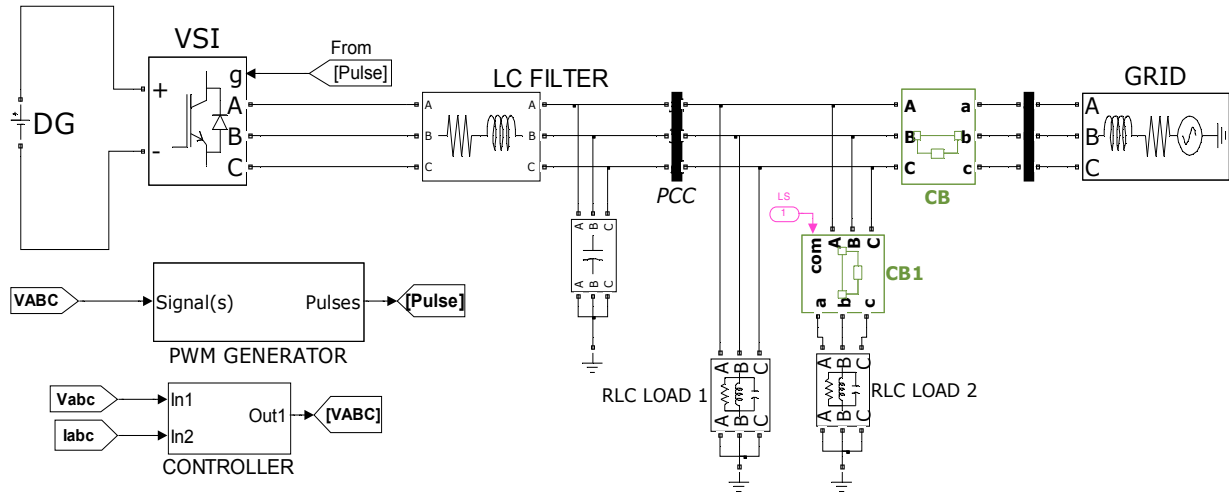 VSI
From
[Pulse]
g
+
-
A
B
C
DG
LC FILTER
A
B
C
A
B
C
PCC
A B C
A B C
GRID
A
B
C
a
b
c
CB
A
B
C
LS
1
com
A B C
a b c
CB1
A B C
RLC LOAD 1
A B C
A B C
RLC LOAD 2
A B C
VABC
Signal(s)
Pulses
[Pulse]
PWM GENERATOR
Vabc
Iabc
In1
In2
Out1
[VABC]
CONTROLLER